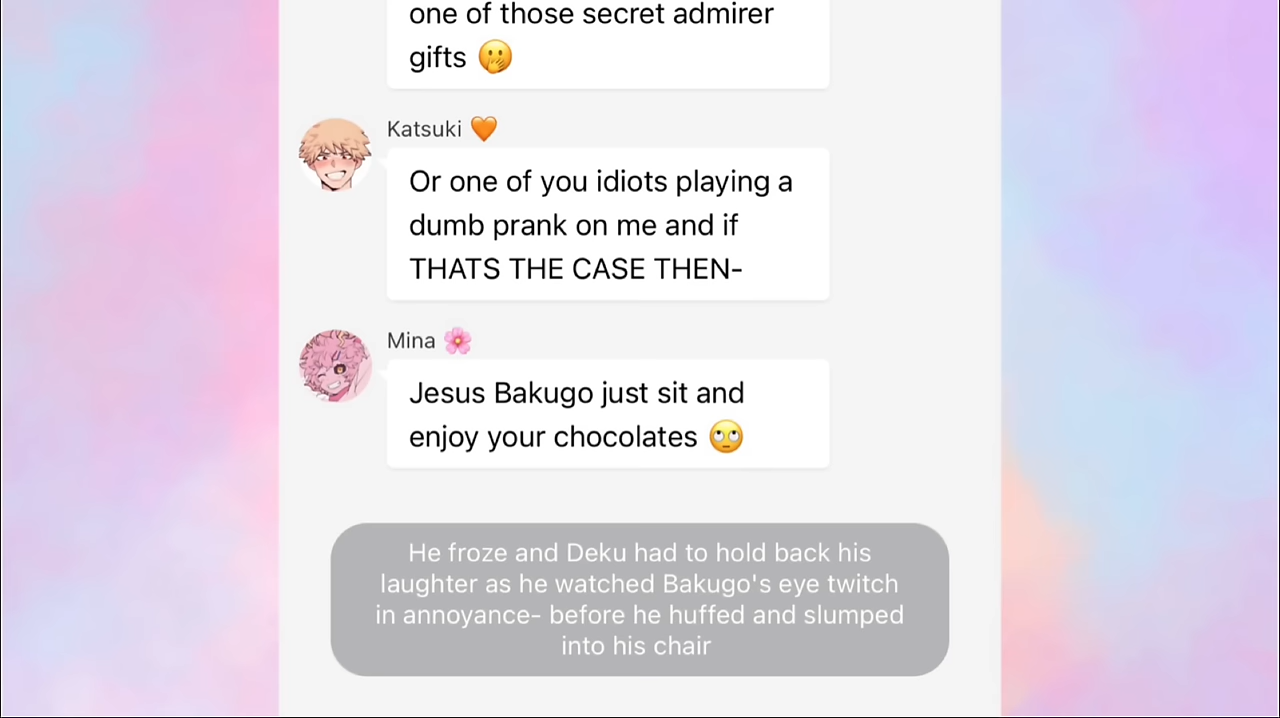 one of those secret admirer
gifts 🤭
Katsuki 🧡
Or one of you idiots playing a
dumb prank on me and if
THATS THE CASE THEN-
Mina 🌸
Jesus Bakugo just sit and
enjoy your chocolates 🙄
He froze and Deku had to hold back his
laughter as he watched Bakugo's eye twitch
in annoyance- before he huffed and slumped
into his chair